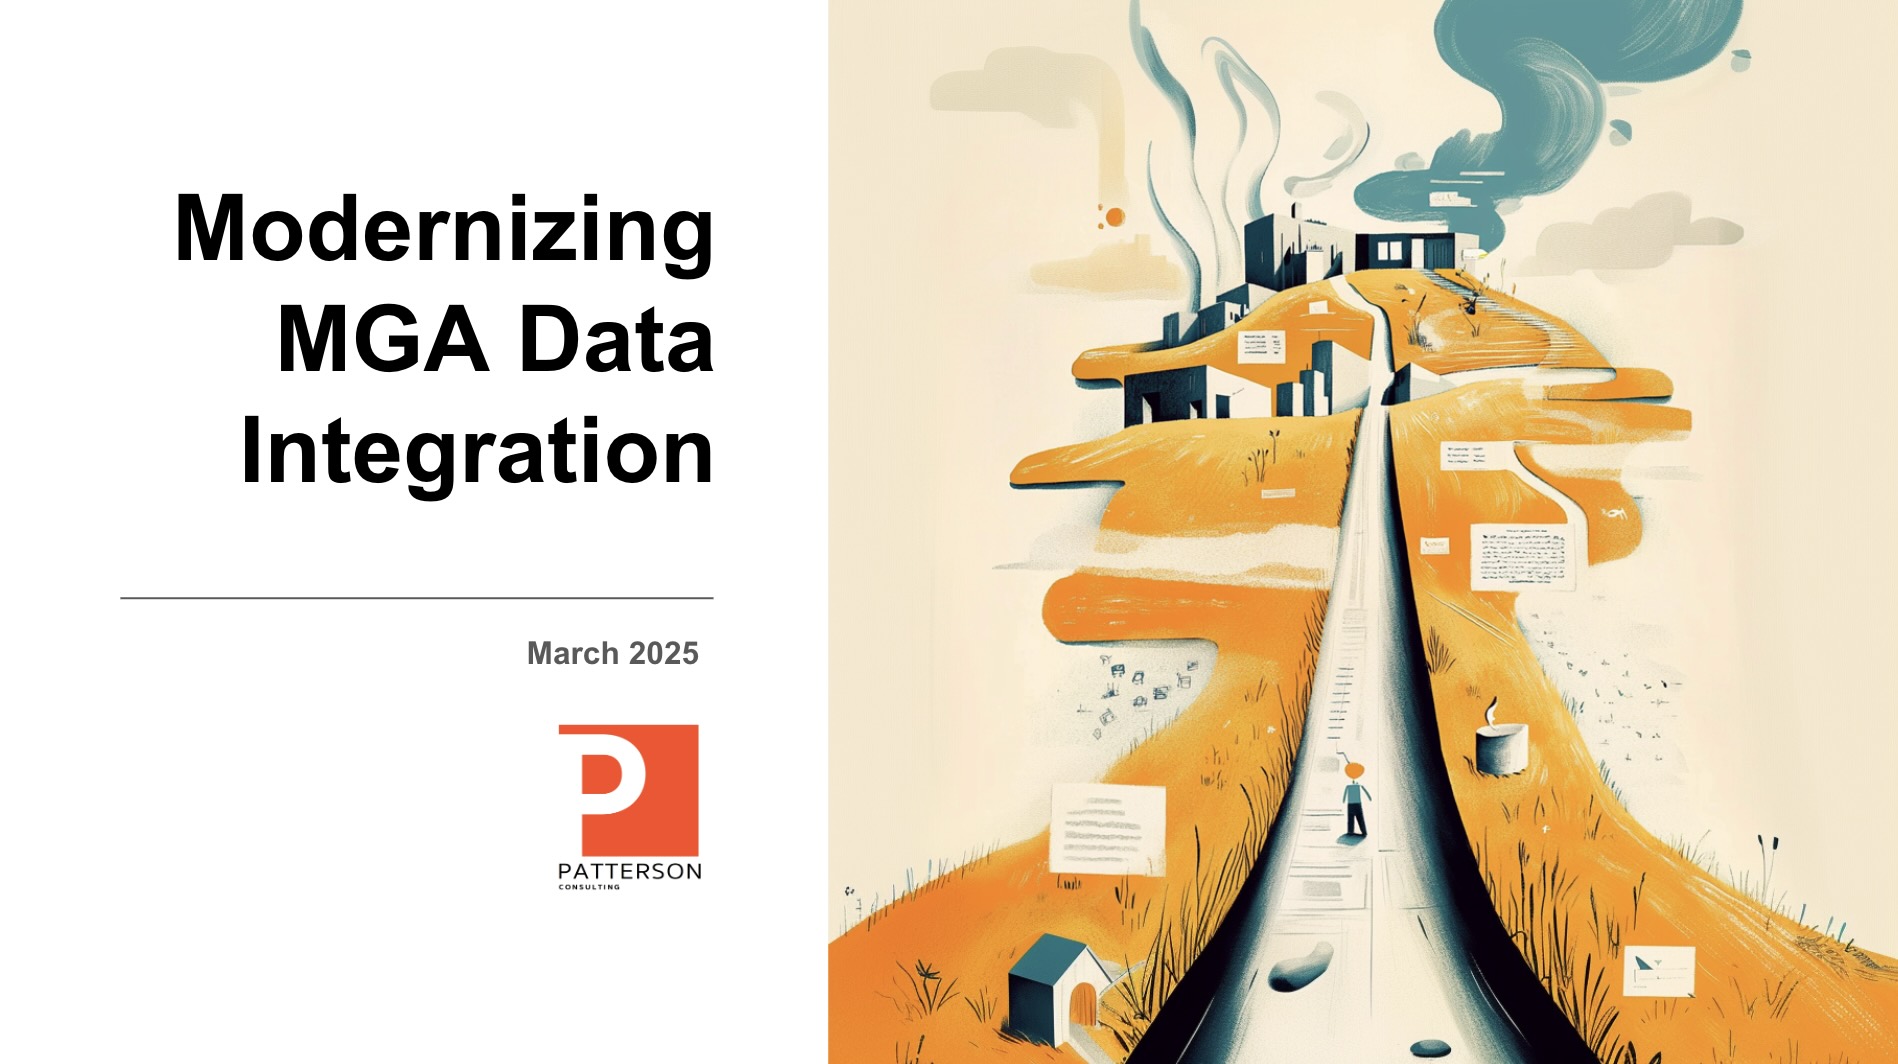 Modernizing
MGA Data
Integration
March 2025
PATTERSON
CONSULTING